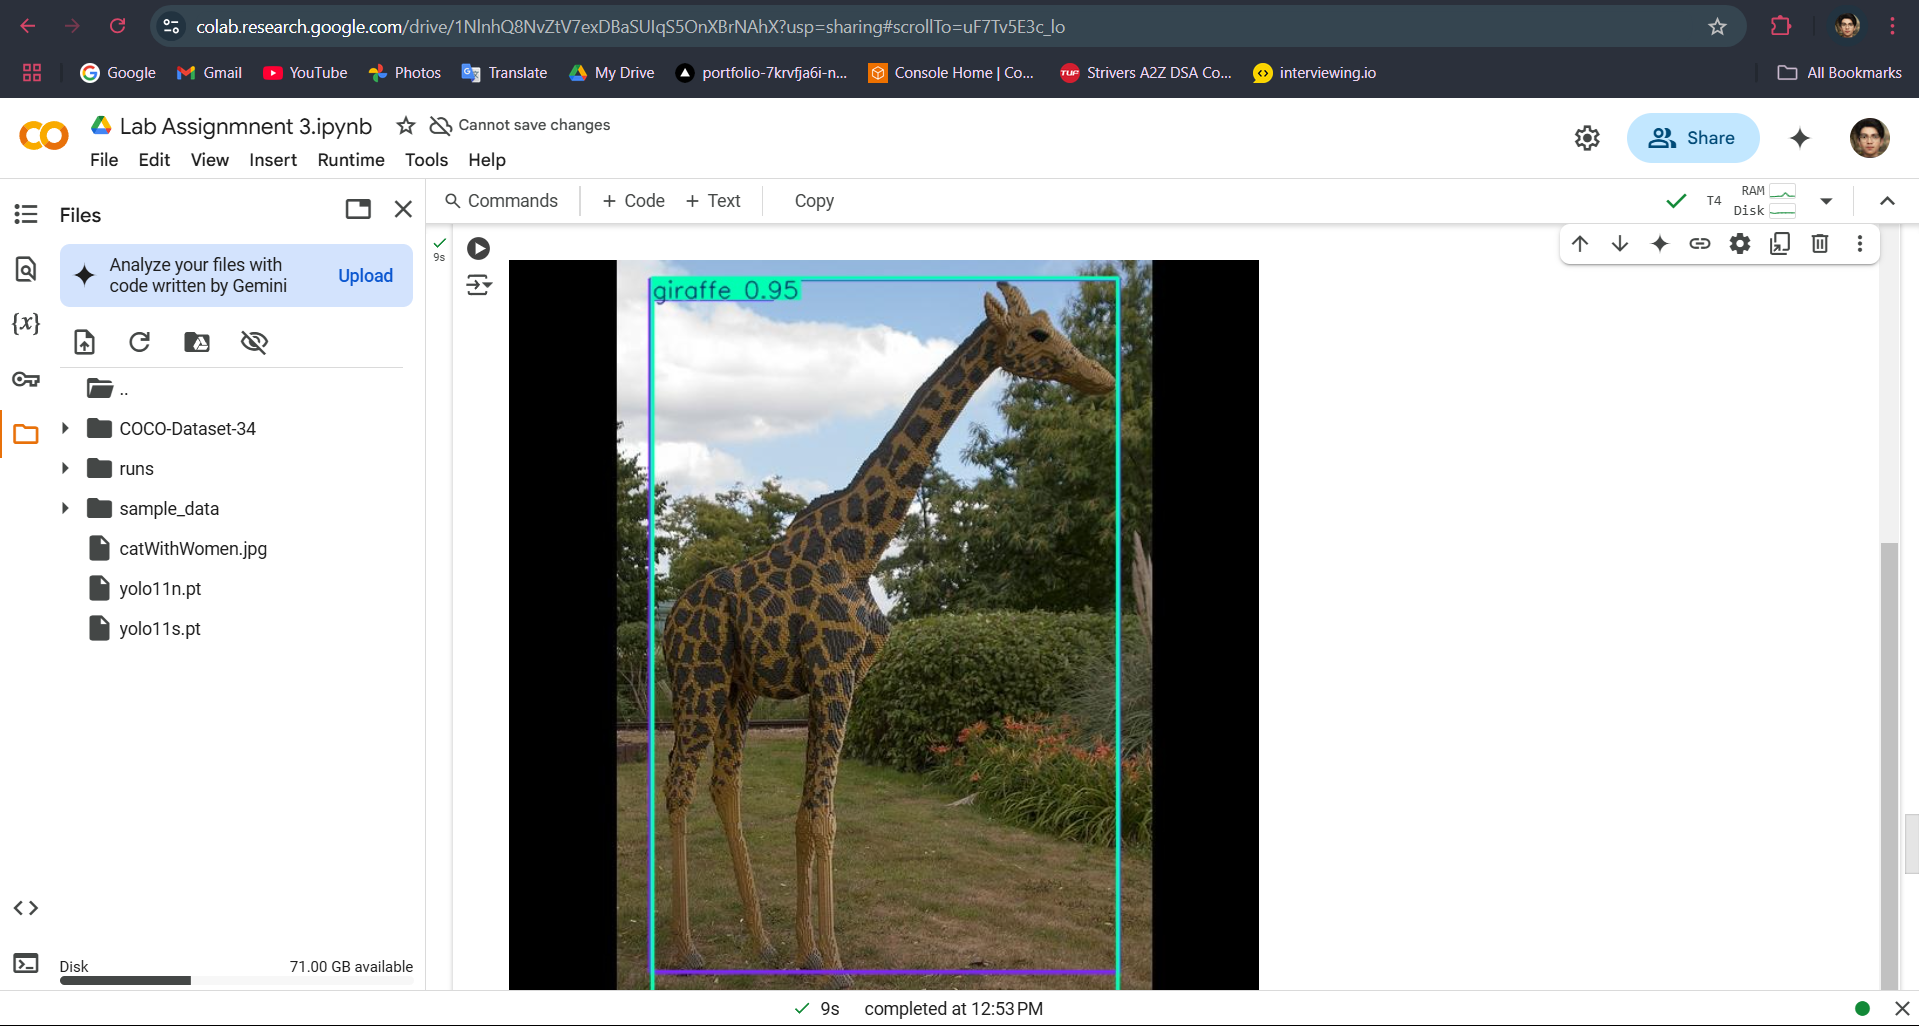 colab.research.google.com/drive/1NlnhQ8NvZtV7exDBaSUIqS5OnXBrNAhX?usp=sharing#scrollTo=uF7Tv5E3c_lo
Google Gmail YouTube Photos Translate My Drive portfolio-7krvfja6i-n... Console Home | Co... TUF Strivers A2Z DSA Co... interviewing.io All Bookmarks
Lab Assignmnent 3.ipynb Cannot save changes
File Edit View Insert Runtime Tools Help
Share
Files
Commands + Code + Text Copy
T4 RAM
Disk
Analyze your files with
code written by Gemini
Upload
{x}
..
COCO-Dataset-34
runs
sample_data
catWithWomen.jpg
yolo11n.pt
yolo11s.pt
Disk 71.00 GB available
9s
giraffe 0.95
9s completed at 12:53 PM